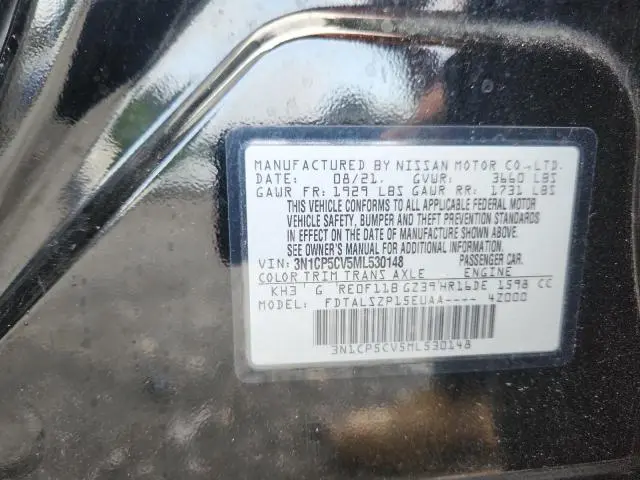 MANUFACTURED BY NISSAN MOTOR CO.,LTD.
DATE: 08/21. GVWR: 3660 LBS
GAWR FR: 1929 LBS GAWR RR: 1731 LBS
THIS VEHICLE CONFORMS TO ALL APPLICABLE FEDERAL MOTOR
VEHICLE SAFETY, BUMPER AND THEFT PREVENTION STANDARDS
IN EFFECT ON THE DATE OF MANUFACTURE SHOWN ABOVE.
SEE OWNER'S MANUAL FOR MORE INFORMATION.
VIN: 3N1CP5CV5ML530148 PASSENGER CAR.
COLOR TRIM TRANS AXLE ENGINE
KH3 ' G RE0F11B GZ39 HR16DE 1598 CC
MODEL: FDTALSZP15EUAA---- 4Z000
3N1CP5CV5ML530148